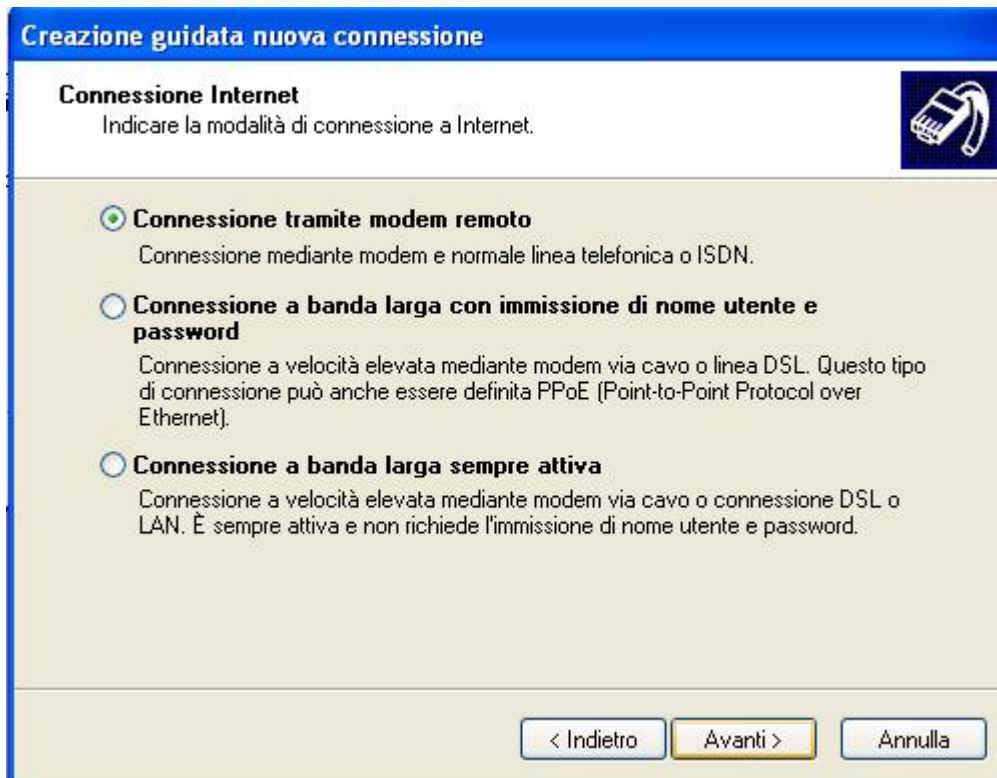 Creazione guidata nuova connessione
Connessione Internet
Indicare la modalità di connessione a Internet.
Connessione tramite modem remoto
Connessione mediante modem e normale linea telefonica o ISDN.
Connessione a banda larga con immissione di nome utente e
password
Connessione a velocità elevata mediante modem via cavo o linea DSL. Questo tipo
di connessione può anche essere definita PPoE (Point-to-Point Protocol over
Ethernet).
Connessione a banda larga sempre attiva
Connessione a velocità elevata mediante modem via cavo o connessione DSL o
LAN. È sempre attiva e non richiede l'immissione di nome utente e password.
< Indietro
Avanti >
Annulla